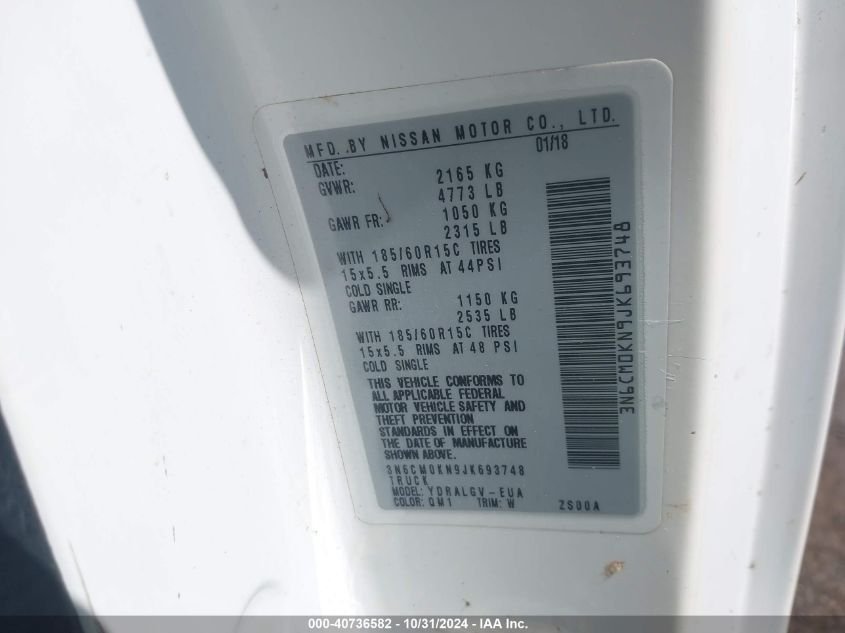 MFD. BY NISSAN MOTOR CO., LTD.
DATE: 01/18
GVWR: 2165 KG
4773 LB
GAWR FR: 1050 KG
2315 LB
WITH 185/60R15C TIRES
15x5.5 RIMS AT 44PSI
COLD SINGLE
GAWR RR: 1150 KG
2535 LB
WITH 185/60R15C TIRES
15x5.5 RIMS AT 48 PSI
COLD SINGLE
THIS VEHICLE CONFORMS TO
ALL APPLICABLE FEDERAL
MOTOR VEHICLE SAFETY AND
THEFT PREVENTION
STANDARDS IN EFFECT ON
THE DATE OF MANUFACTURE
SHOWN ABOVE.
3N6CM0KN9JK693748
TRUCK
MODEL: YDRALGV-EUA
COLOR: QM1 TRIM: W ZS00A
3N6CM0KN9JK693748
000-40736582 - 10/31/2024 - IAA Inc.